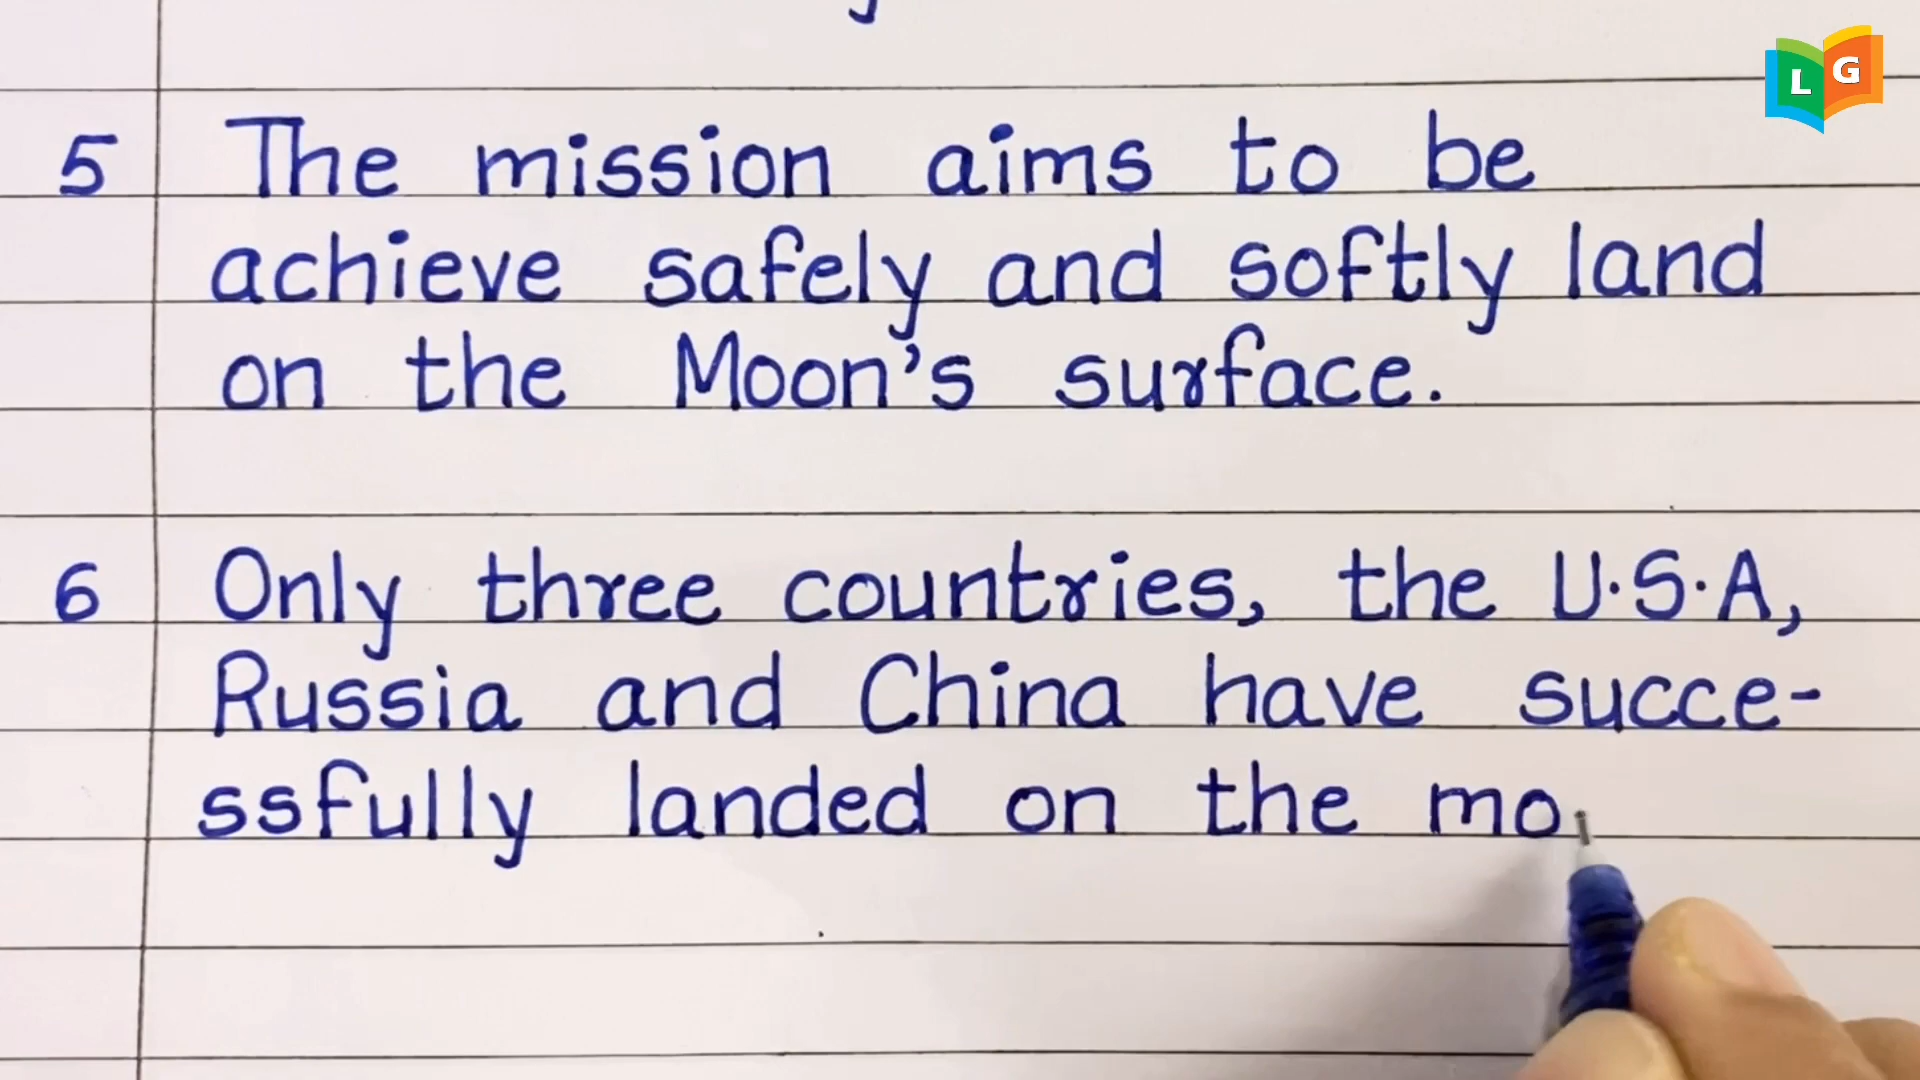 L G
5 The mission aims to be
achieve safely and softly land
on the Moon's surface.
6 Only three countries, the U.S.A,
Russia and China have succe-
ssfully landed on the mo